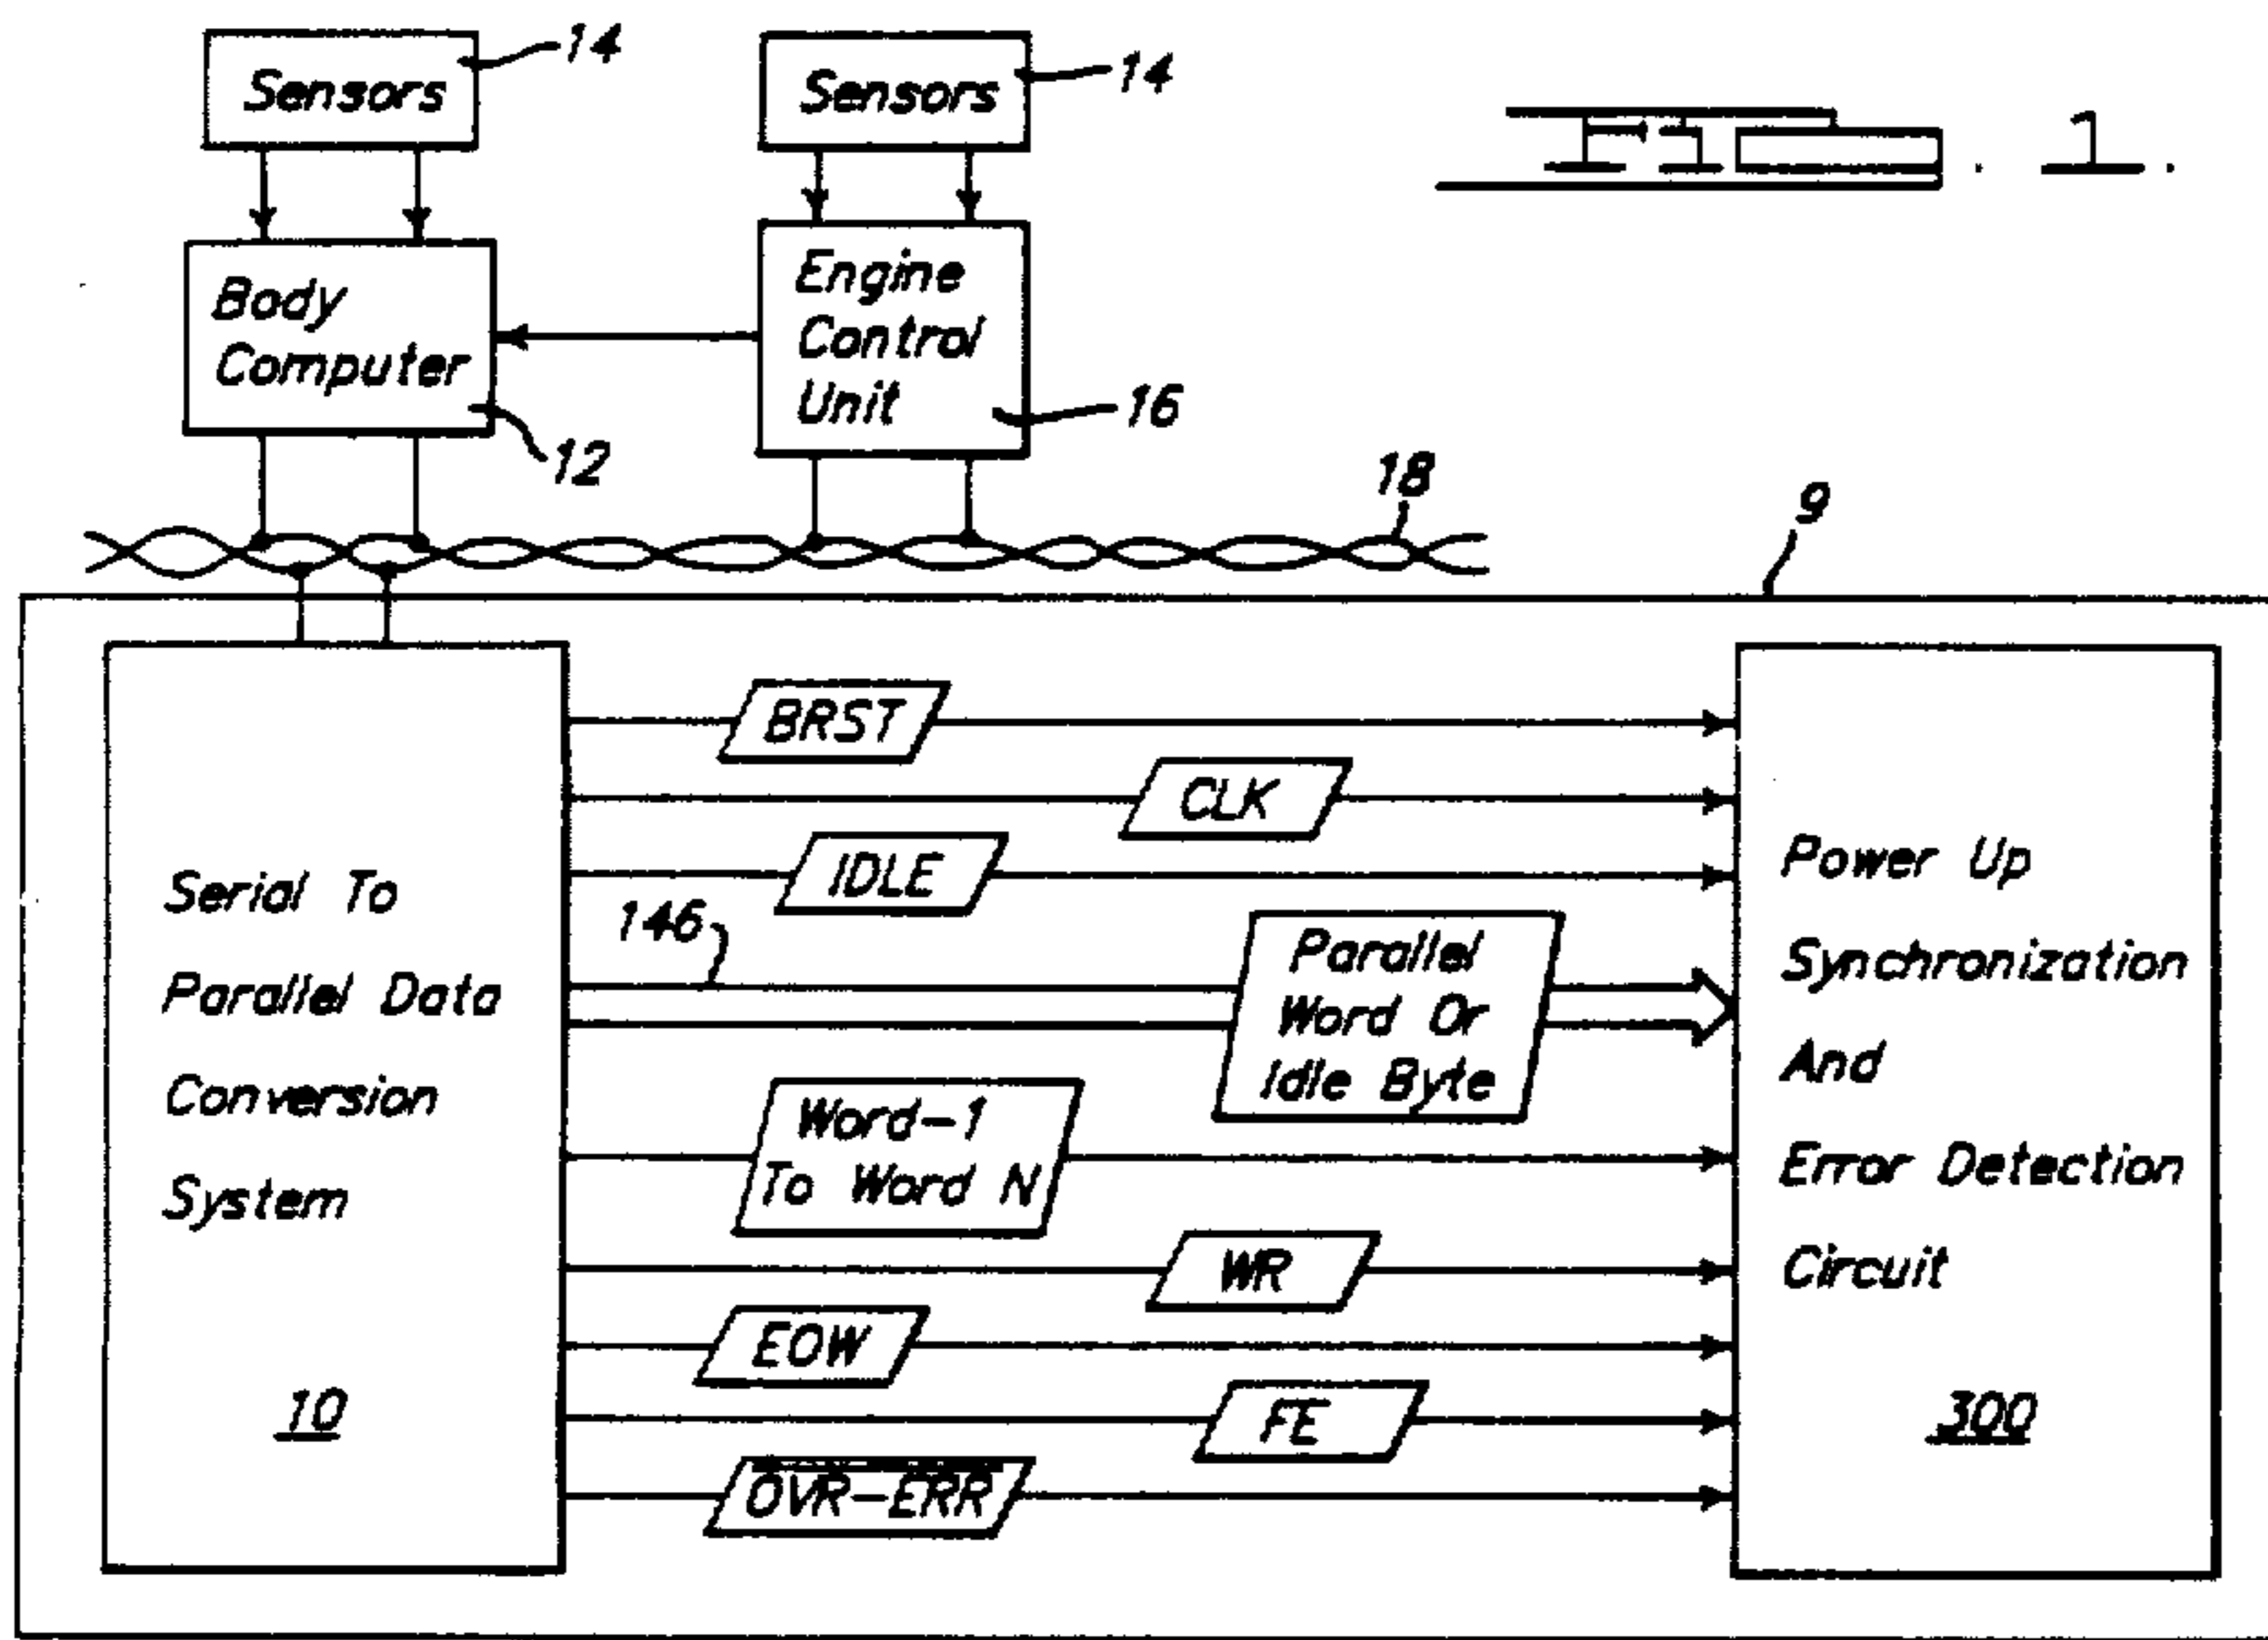 Sensors
14
Sensors
14
FIG. 1.
Body
Computer
12
Engine
Control
Unit
16
18
9
Serial To
Parallel Data
Conversion
System
10
BRST
CLK
IDLE
146
Parallel
Word Or
Idle Byte
Word-1
To Word N
WR
EOW
FE
OVR-ERR
Power Up
Synchronization
And
Error Detection
Circuit
300